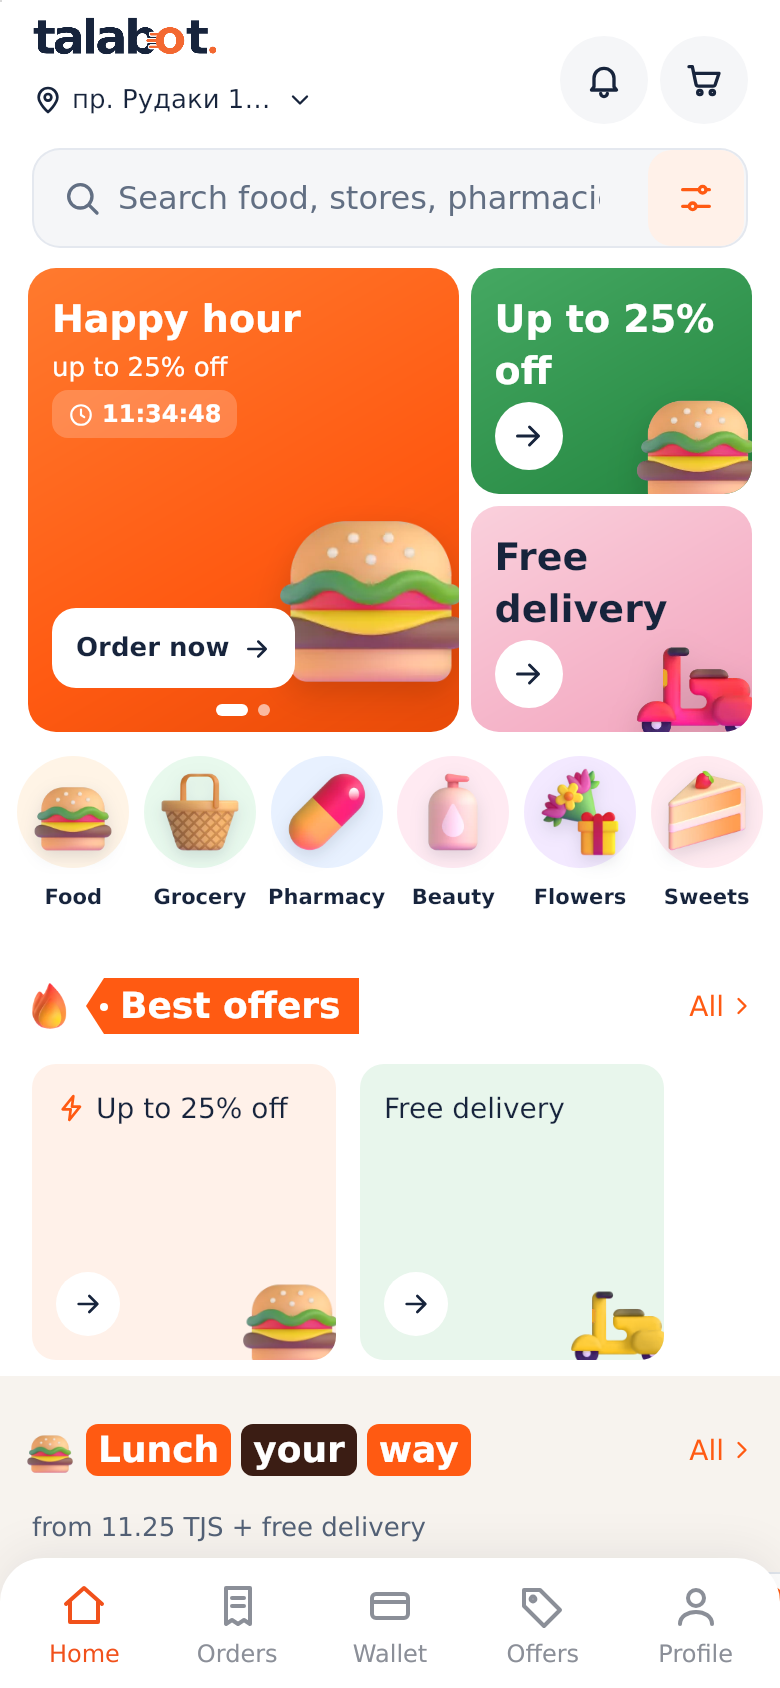 talabot.
пр. Рудаки 1...
Search food, stores, pharmaci
Happy hour
up to 25% off
11:34:48
Order now
Up to 25%
off
Free
delivery
Food
Grocery
Pharmacy
Beauty
Flowers
Sweets
Best offers
All
Up to 25% off
Free delivery
Lunch your way
All
from 11.25 TJS + free delivery
Home
Orders
Wallet
Offers
Profile